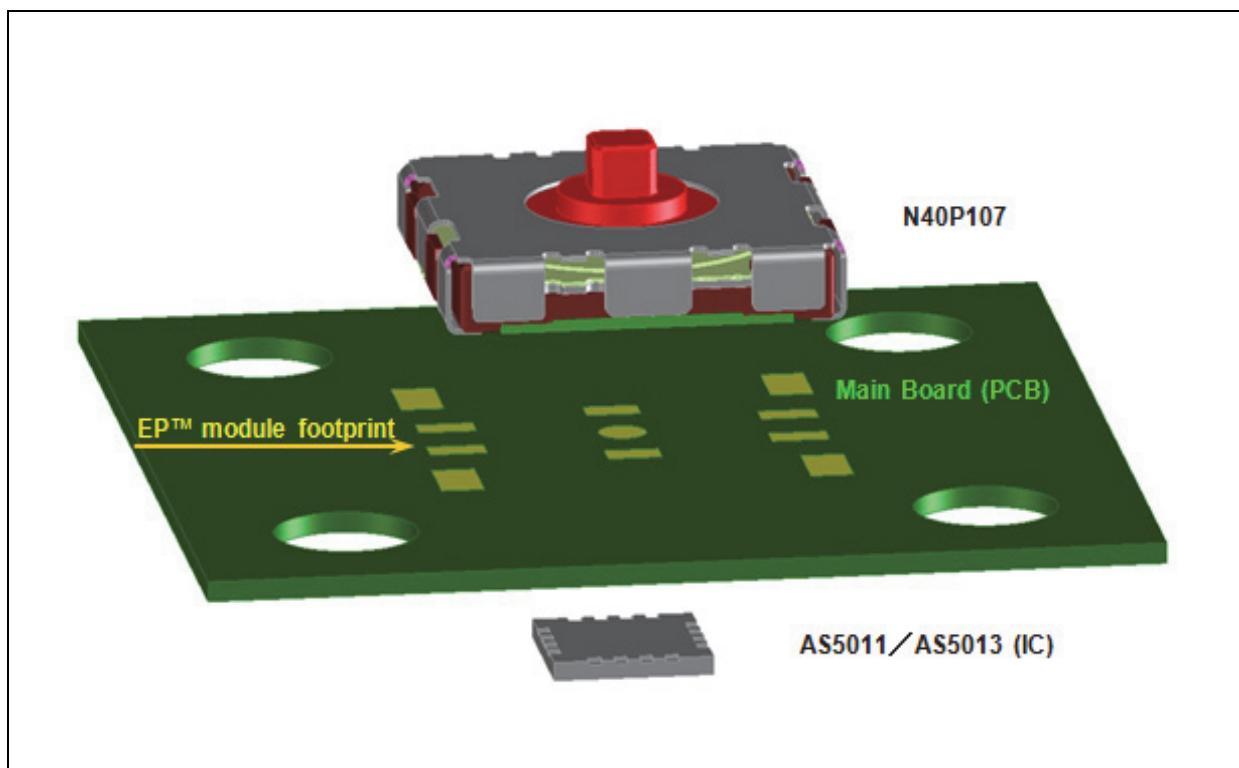 N40P107
Main Board (PCB)
EP™ module footprint
AS5011／AS5013 (IC)